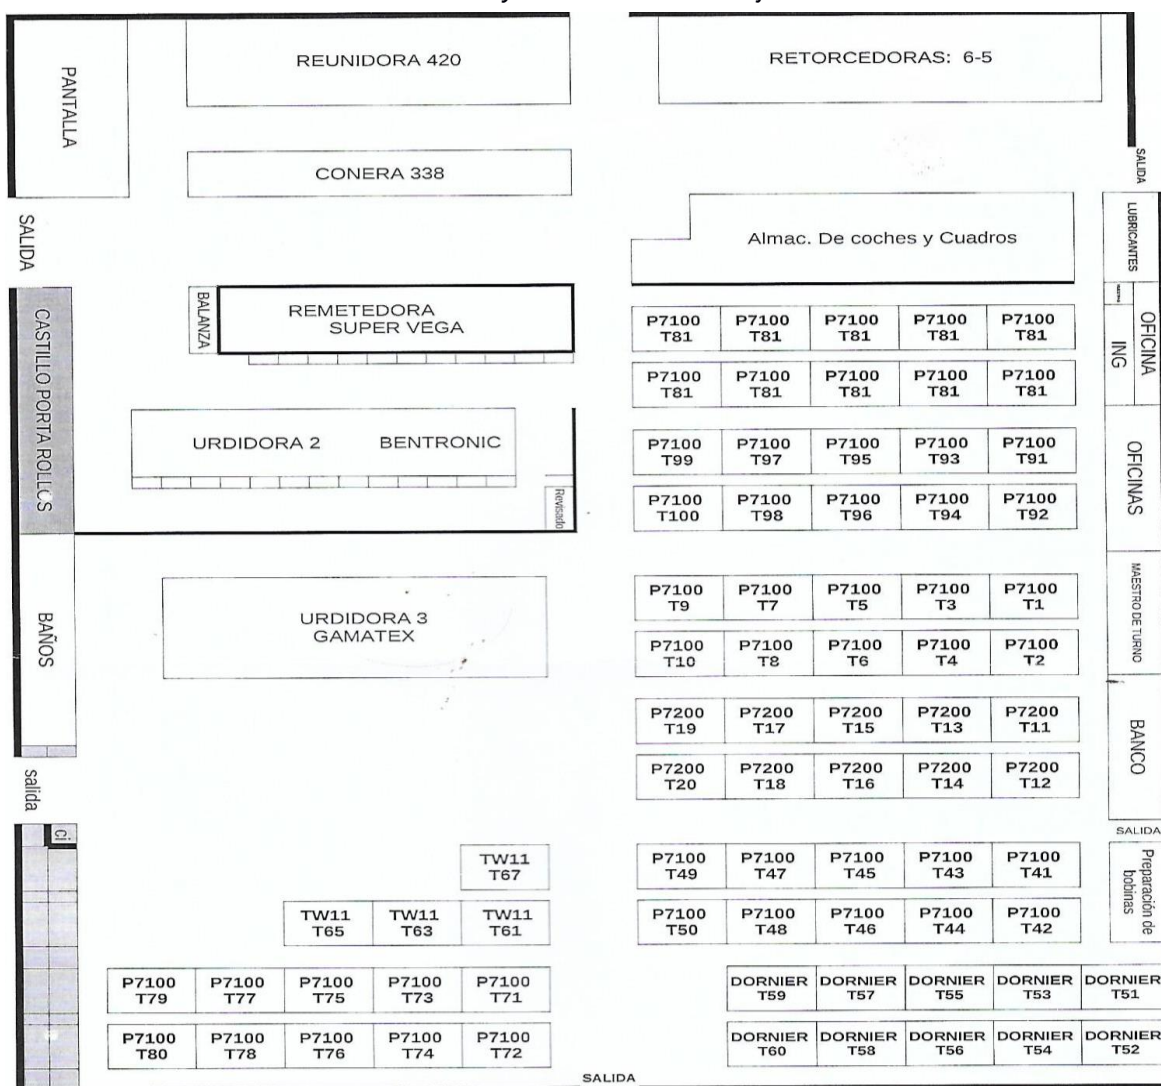 REUNIDORA 420
RETORCEDORAS: 6-5
PANTALLA
CONERA 338
SALIDA
SALIDA
LUBRICANTES
Almac. De coches y Cuadros
CASTILLO PORTA ROLLOS
BALANZA
REMETEDORA
SUPER VEGA
OFICINA
ING
P7100 P7100 P7100 P7100 P7100
T81 T81 T81 T81 T81
P7100 P7100 P7100 P7100 P7100
T81 T81 T81 T81 T81
URDIDORA 2 BENTRONIC
Revisado
OFICINAS
P7100 P7100 P7100 P7100 P7100
T99 T97 T95 T93 T91
P7100 P7100 P7100 P7100 P7100
T100 T98 T96 T94 T92
BAÑOS
URDIDORA 3
GAMATEX
MAESTRO DE TURNO
P7100 P7100 P7100 P7100 P7100
T9 T7 T5 T3 T1
P7100 P7100 P7100 P7100 P7100
T10 T8 T6 T4 T2
BANCO
P7200 P7200 P7200 P7200 P7200
T19 T17 T15 T13 T11
P7200 P7200 P7200 P7200 P7200
T20 T18 T16 T14 T12
salida
ci
SALIDA
Preparación de
bobinas
TW11
T67
P7100 P7100 P7100 P7100 P7100
T49 T47 T45 T43 T41
TW11 TW11 TW11
T65 T63 T61
P7100 P7100 P7100 P7100 P7100
T50 T48 T46 T44 T42
P7100 P7100 P7100 P7100 P7100
T79 T77 T75 T73 T71
DORNIER DORNIER DORNIER DORNIER DORNIER
T59 T57 T55 T53 T51
P7100 P7100 P7100 P7100 P7100
T80 T78 T76 T74 T72
DORNIER DORNIER DORNIER DORNIER DORNIER
T60 T58 T56 T54 T52
SALIDA